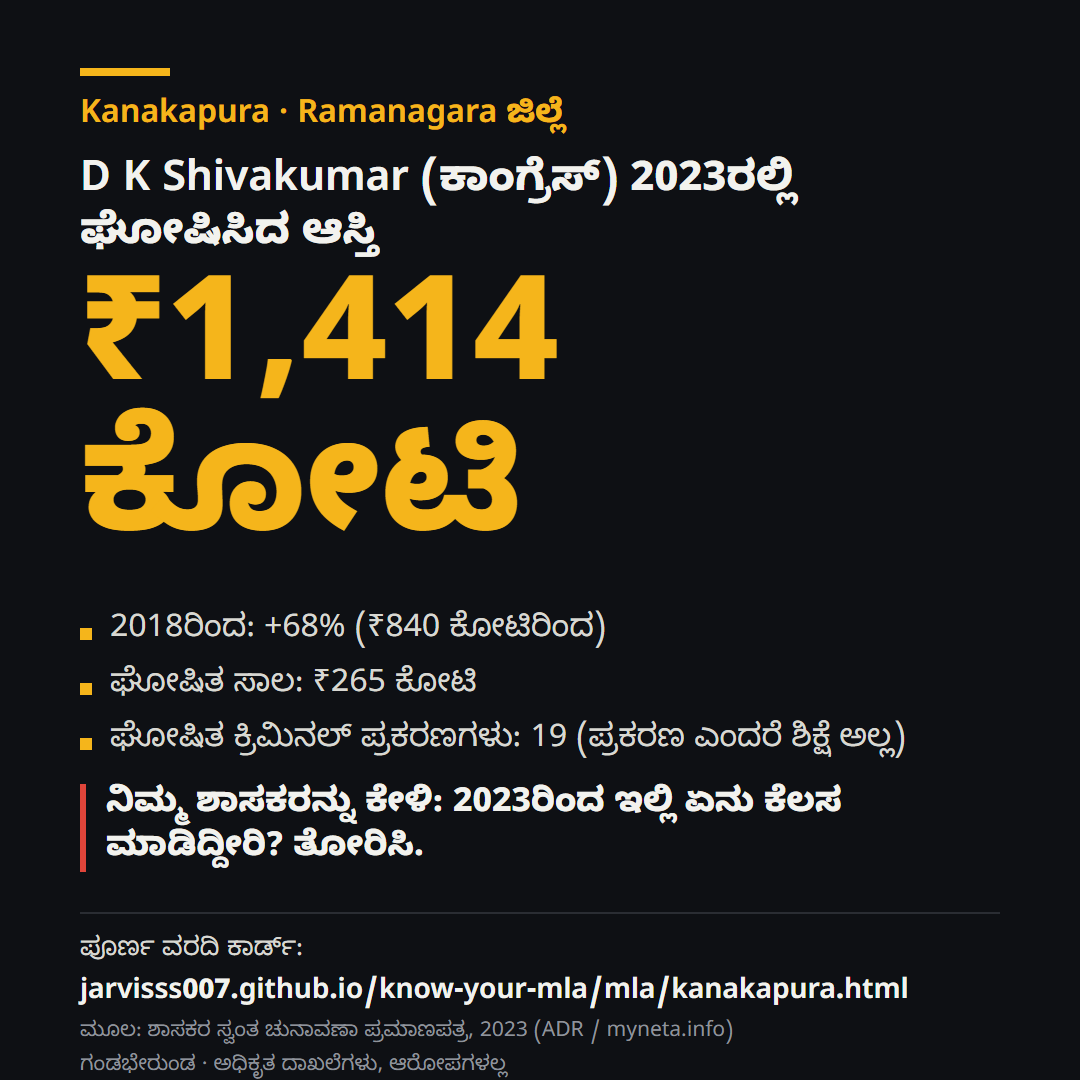 Kanakapura · Ramanagara ಜಿಲ್ಲೆ
D K Shivakumar (ಕಾಂಗ್ರೆಸ್) 2023ರಲ್ಲಿ
ಘೋಷಿಸಿದ ಆಸ್ತಿ
₹1,414
ಕೋಟಿ
2018ರಿಂದ: +68% (₹840 ಕೋಟಿರಿಂದ)
ಘೋಷಿತ ಸಾಲ: ₹265 ಕೋಟಿ
ಘೋಷಿತ ಕ್ರಿಮಿನಲ್ ಪ್ರಕರಣಗಳು: 19 (ಪ್ರಕರಣ ಎಂದರೆ ಶಿಕ್ಷೆ ಅಲ್ಲ)
ನಿಮ್ಮ ಶಾಸಕರನ್ನು ಕೇಳಿ: 2023ರಿಂದ ಇಲ್ಲಿ ಏನು ಕೆಲಸ
ಮಾಡಿದ್ದೀರಿ? ತೋರಿಸಿ.
ಪೂರ್ಣ ವರದಿ ಕಾರ್ಡ್:
jarvisss007.github.io/know-your-mla/mla/kanakapura.html
ಮೂಲ: ಶಾಸಕರ ಸ್ವಂತ ಚುನಾವಣಾ ಪ್ರಮಾಣಪತ್ರ, 2023 (ADR / myneta.info)
ಗಂಡಭೇರುಂಡ · ಅಧಿಕೃತ ದಾಖಲೆಗಳು, ಆರೋಪಗಳಲ್ಲ